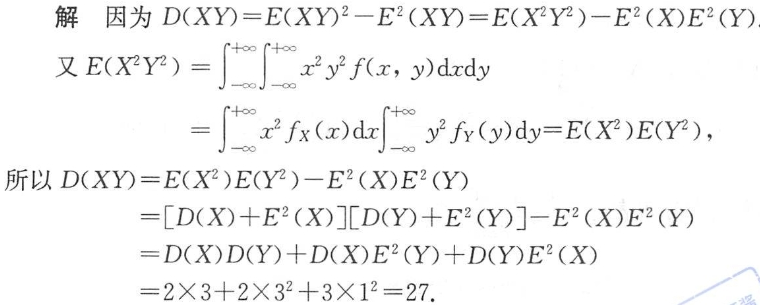 解 因为 D(XY)=E(XY)²-E²(XY)=E(X²Y²)-E²(X)E²(Y).
又 E(X²Y²)=∫₋∞⁺∞∫₋∞⁺∞ x²y²f(x, y)dxdy
=∫₋∞⁺∞ x²f_X(x)dx∫₋∞⁺∞ y²f_Y(y)dy=E(X²)E(Y²),
所以 D(XY)=E(X²)E(Y²)-E²(X)E²(Y)
=[D(X)+E²(X)][D(Y)+E²(Y)]-E²(X)E²(Y)
=D(X)D(Y)+D(X)E²(Y)+D(Y)E²(X)
=2×3+2×3²+3×1²=27.